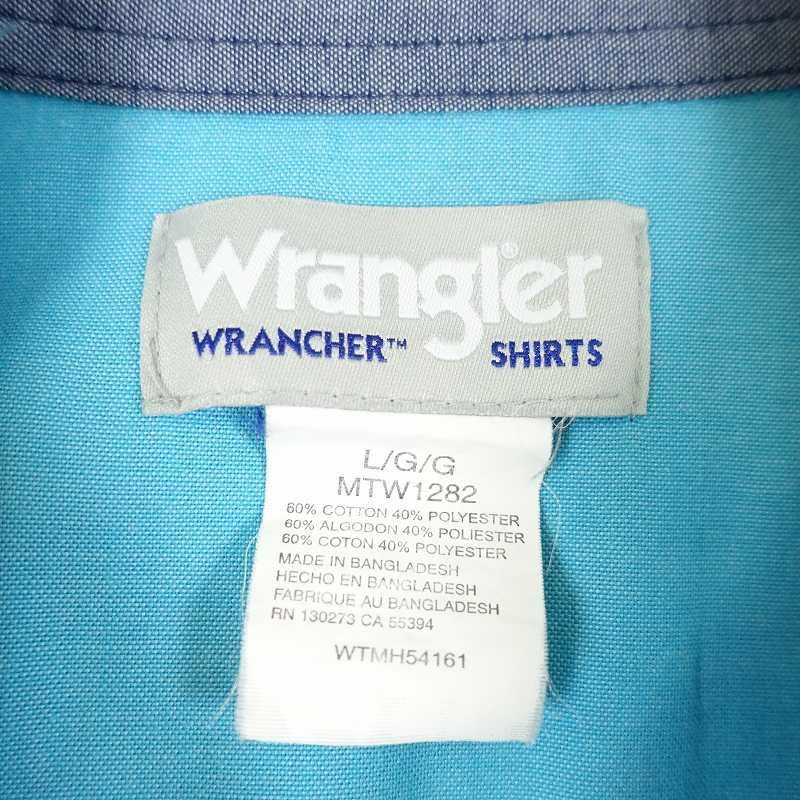 Wrangler®
WRANCHER™ SHIRTS
L/G/G
MTW1282
60% COTTON 40% POLYESTER
60% ALGODON 40% POLIESTER
60% COTON 40% POLYESTER
MADE IN BANGLADESH
HECHO EN BANGLADESH
FABRIQUE AU BANGLADESH
RN 130273 CA 55394
WTMH54161